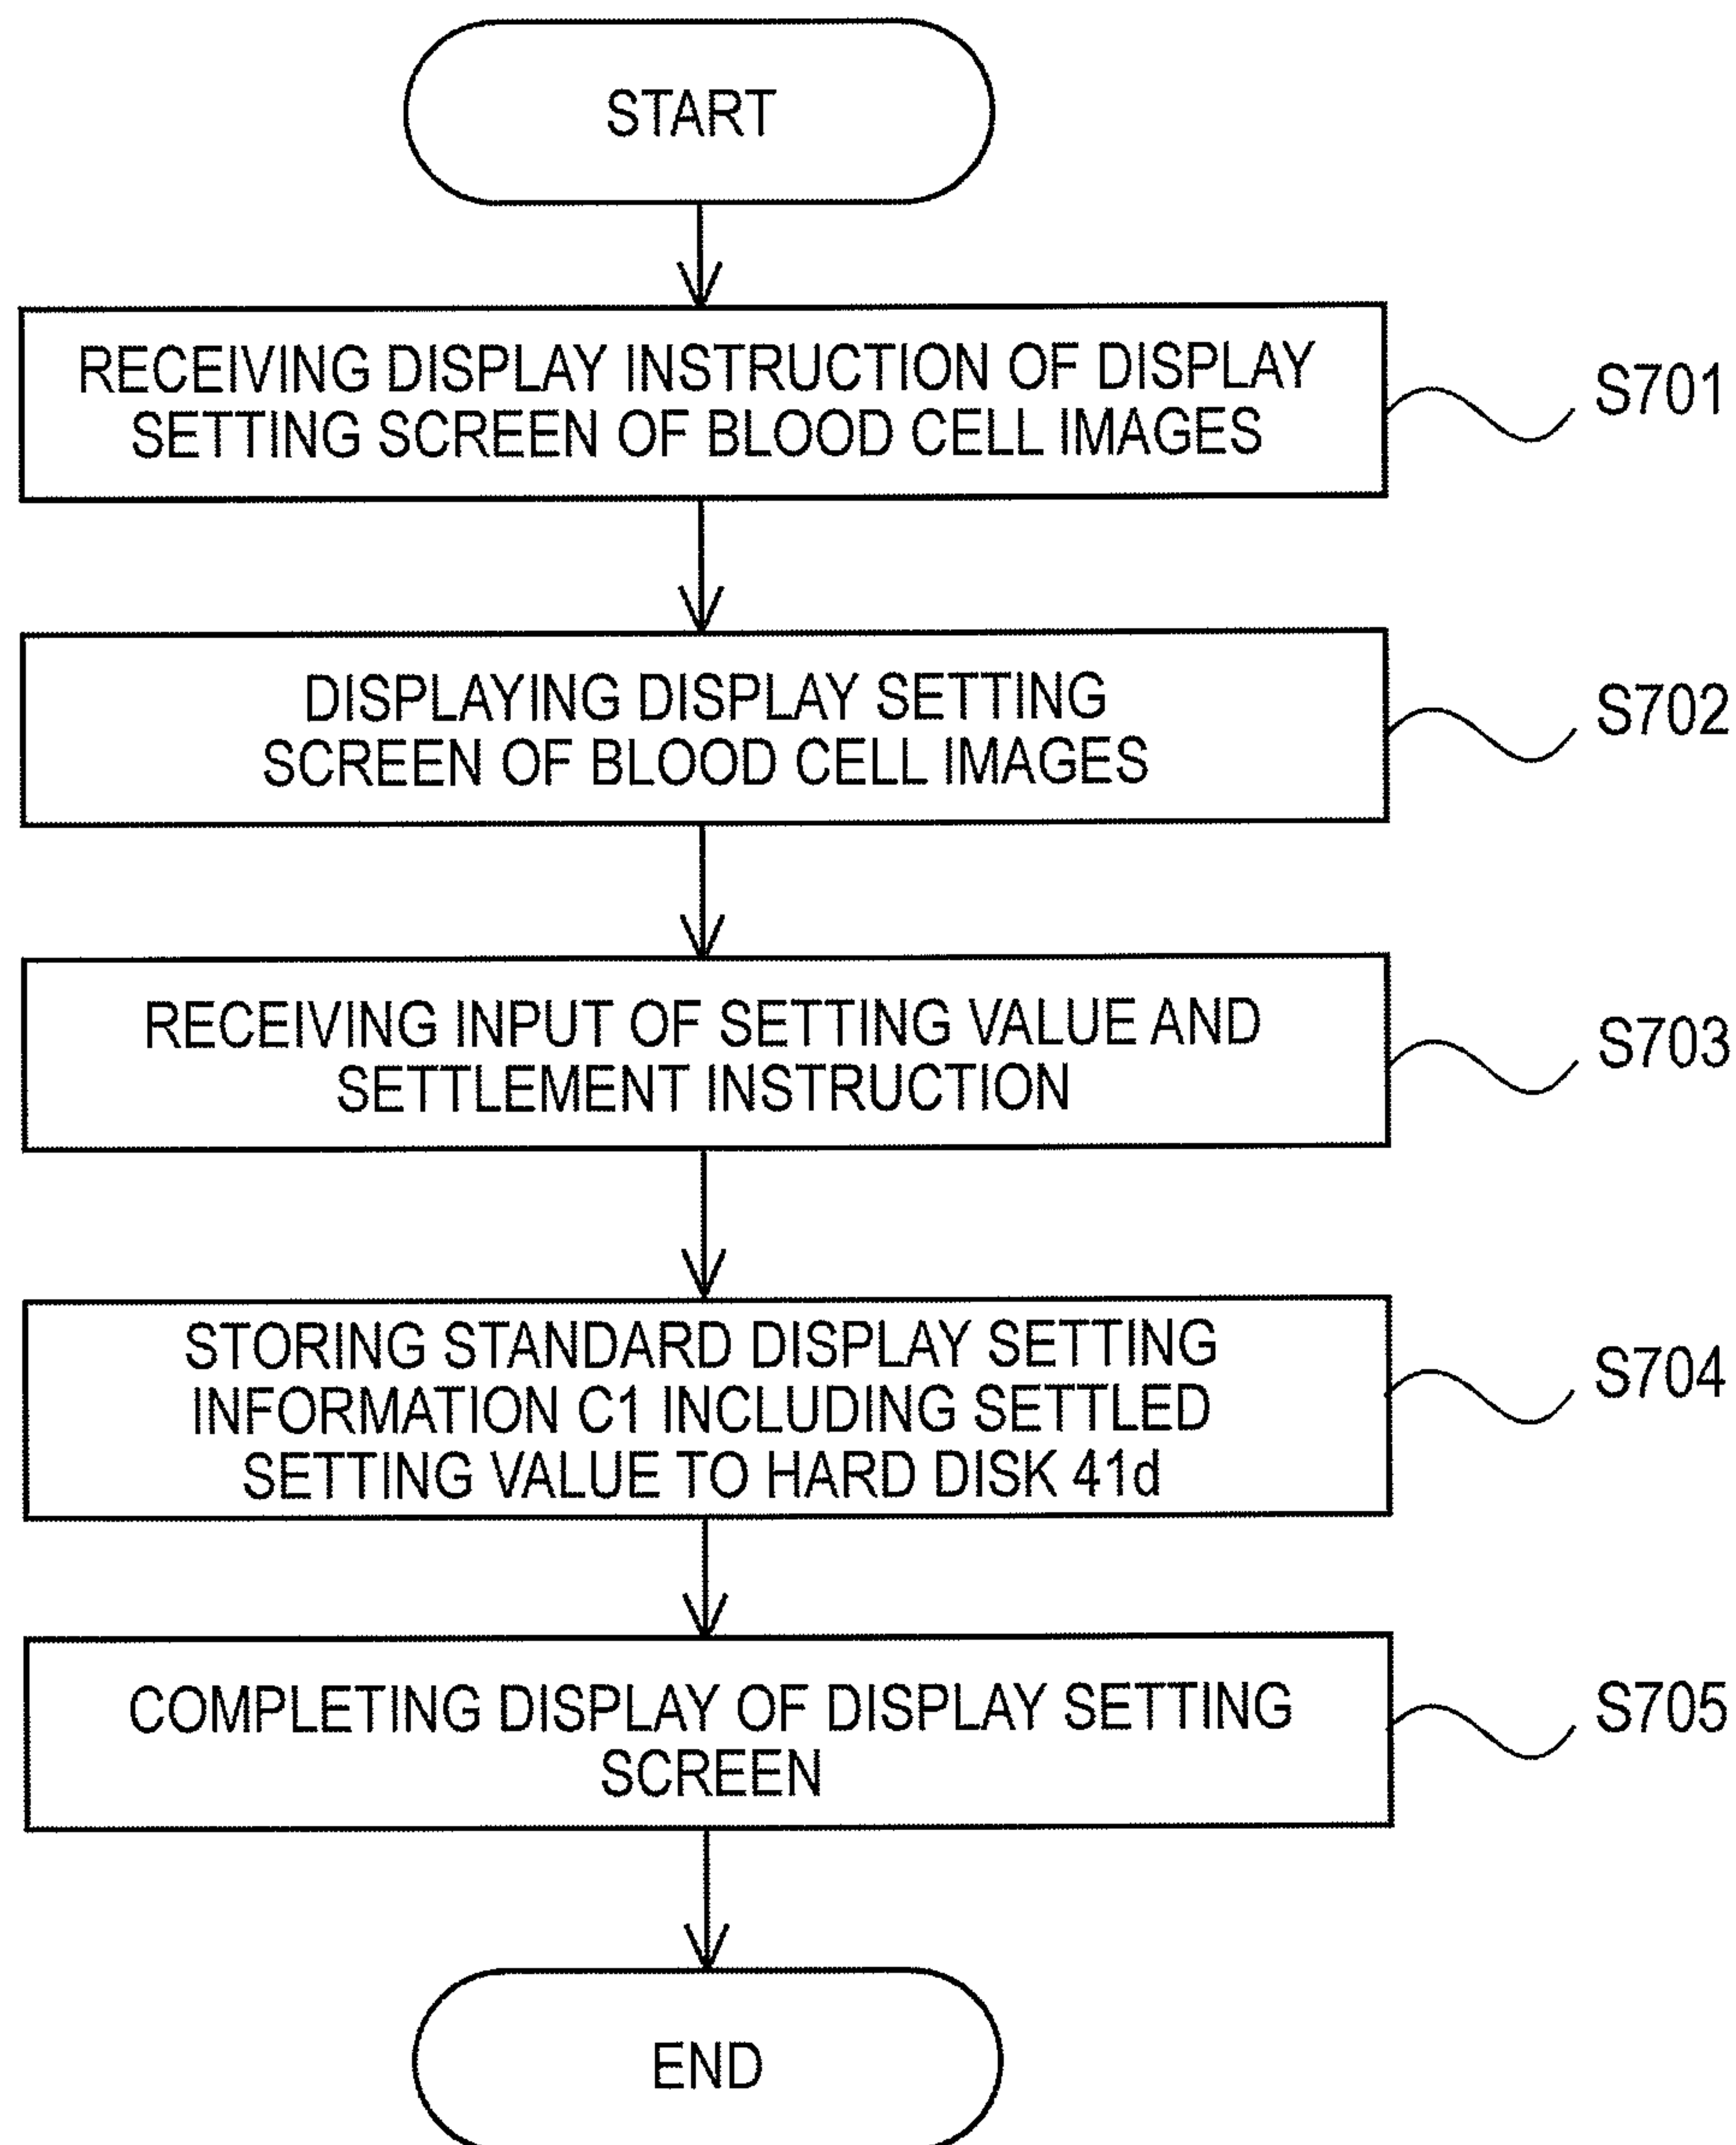 START
RECEIVING DISPLAY INSTRUCTION OF DISPLAY
SETTING SCREEN OF BLOOD CELL IMAGES
S701
DISPLAYING DISPLAY SETTING
SCREEN OF BLOOD CELL IMAGES
S702
RECEIVING INPUT OF SETTING VALUE AND
SETTLEMENT INSTRUCTION
S703
STORING STANDARD DISPLAY SETTING
INFORMATION C1 INCLUDING SETTLED
SETTING VALUE TO HARD DISK 41d
S704
COMPLETING DISPLAY OF DISPLAY SETTING
SCREEN
S705
END